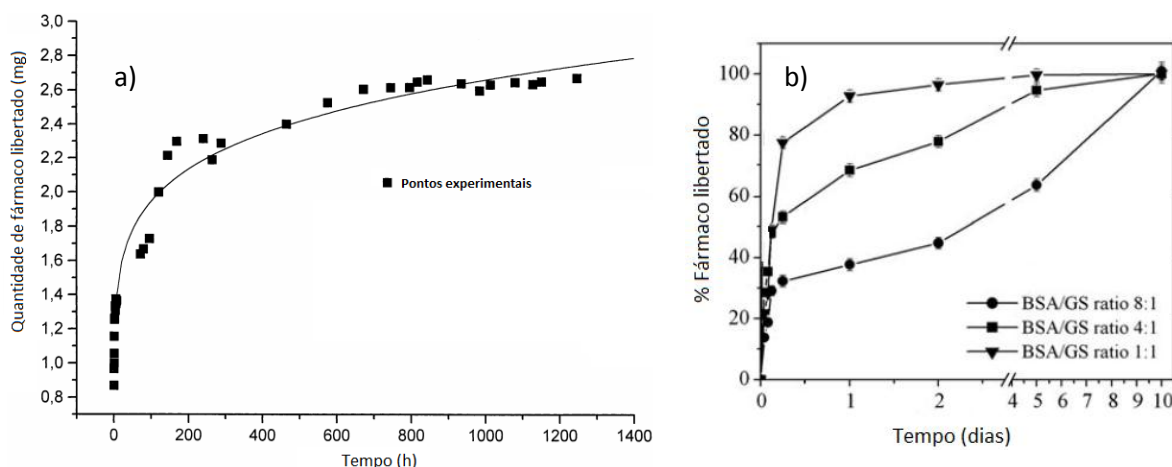 a)
Quantidade de fármaco libertado (mg)
3,0
2,8
2,6
2,4
2,2
2,0
1,8
1,6
1,4
1,2
1,0
0,8
Pontos experimentais
0 200 400 600 800 1000 1200 1400
Tempo (h)
b)
% Fármaco libertado
100
80
60
40
20
0
BSA/GS ratio 8:1
BSA/GS ratio 4:1
BSA/GS ratio 1:1
0 1 2 4 5 6 7 8 9 10
Tempo (dias)